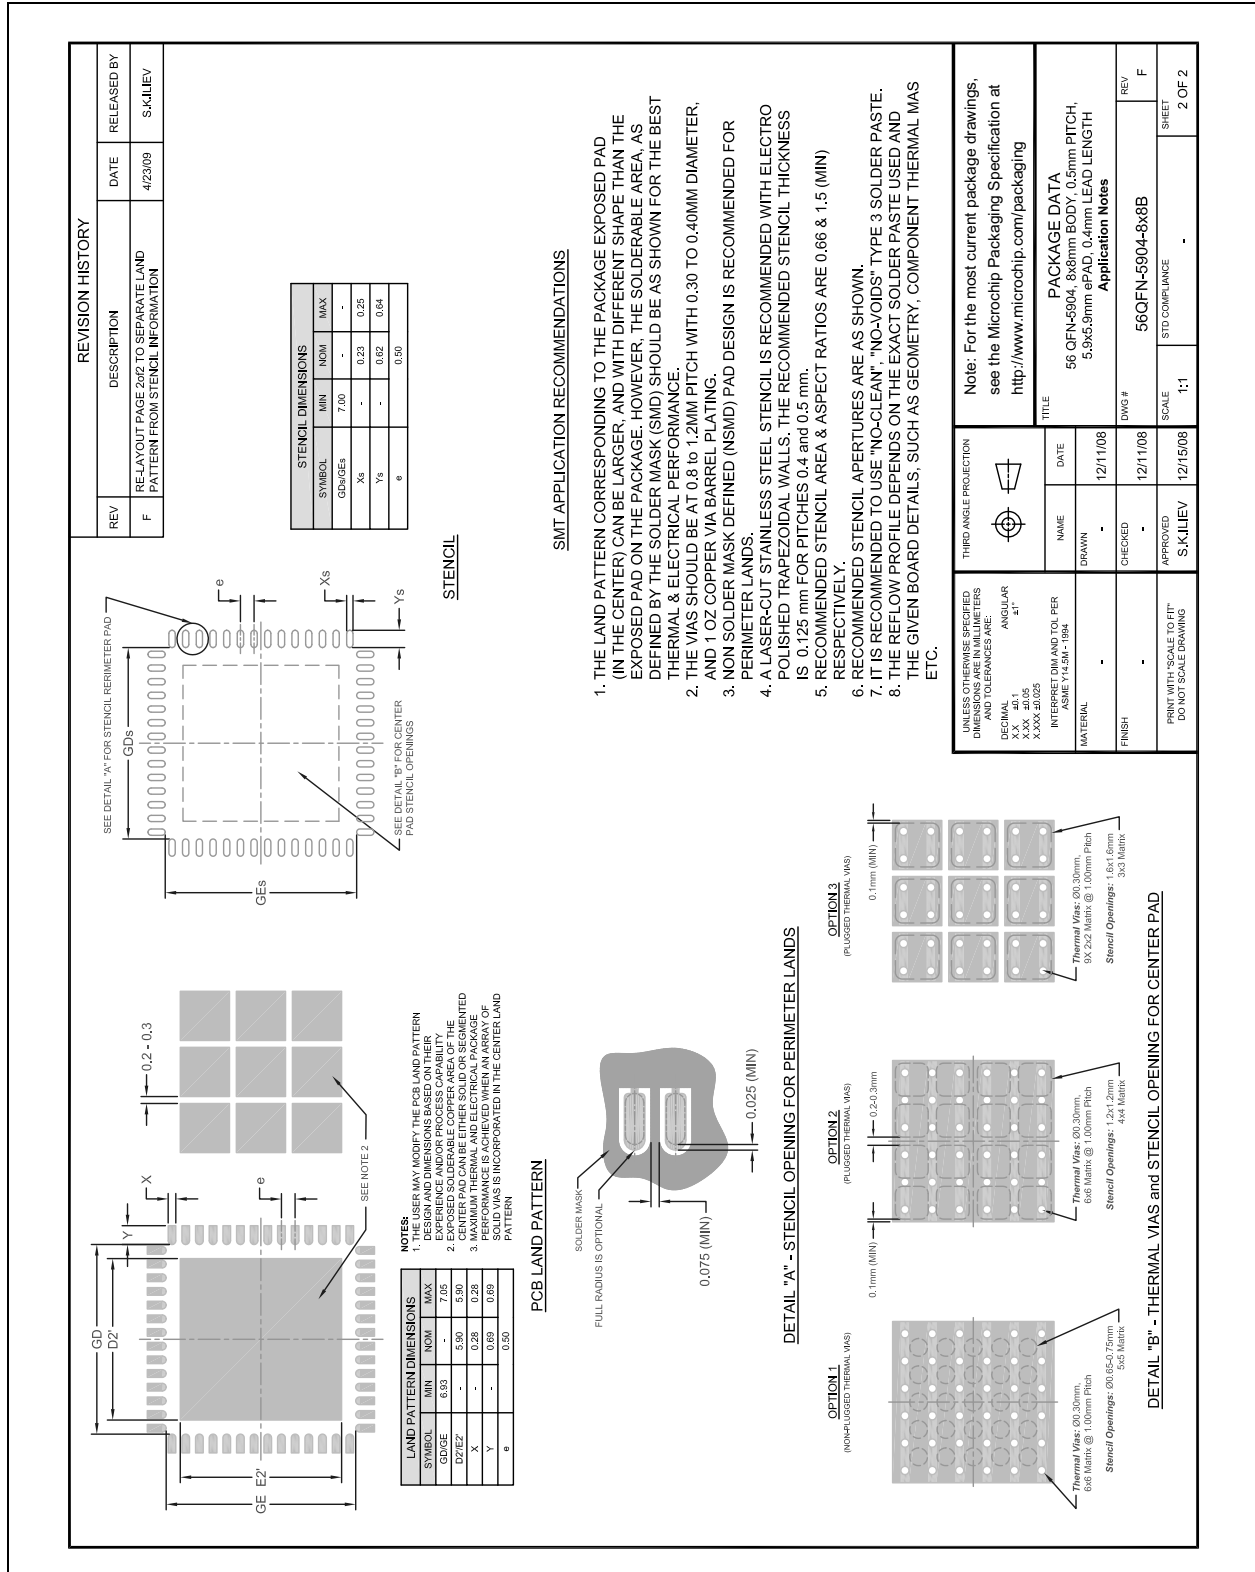 REVISION HISTORY
REV DESCRIPTION DATE RELEASED BY
F RE-LAYOUT PAGE 2of2 TO SEPARATE LAND PATTERN FROM STENCIL INFORMATION 4/23/09 S.K.ILIEV
GE
E2'
GD
D2'
Y
X
e
0.2 - 0.3
SEE NOTE 2
LAND PATTERN DIMENSIONS
SYMBOL MIN NOM MAX
GD/GE 6.93 - 7.05
D2'/E2' - 5.90 5.90
X - 0.28 0.28
Y - 0.69 0.69
e 0.50
NOTES:
1. THE USER MAY MODIFY THE PCB LAND PATTERN
DESIGN AND DIMENSIONS BASED ON THEIR
EXPERIENCE AND/OR PROCESS CAPABILITY
2. EXPOSED SOLDERABLE COPPER AREA OF THE
CENTER PAD CAN BE EITHER SOLID OR SEGMENTED
3. MAXIMUM THERMAL AND ELECTRICAL PACKAGE
PERFORMANCE IS ACHIEVED WHEN AN ARRAY OF
SOLID VIAS IS INCORPORATED IN THE CENTER LAND
PATTERN
PCB LAND PATTERN
SEE DETAIL "A" FOR STENCIL RERIMETER PAD
GDs
GEs
e
Xs
Ys
SEE DETAIL "B" FOR CENTER
PAD STENCIL OPENINGS
STENCIL
STENCIL DIMENSIONS
SYMBOL MIN NOM MAX
GDs/GEs 7.00 - -
Xs - 0.23 0.25
Ys - 0.62 0.64
e 0.50
SOLDER MASK
FULL RADIUS IS OPTIONAL
0.075 (MIN)
0.025 (MIN)
DETAIL "A" - STENCIL OPENING FOR PERIMETER LANDS
SMT APPLICATION RECOMMENDATIONS
1. THE LAND PATTERN CORRESPONDING TO THE PACKAGE EXPOSED PAD
(IN THE CENTER) CAN BE LARGER, AND WITH DIFFERENT SHAPE THAN THE
EXPOSED PAD ON THE PACKAGE. HOWEVER, THE SOLDERABLE AREA, AS
DEFINED BY THE SOLDER MASK (SMD) SHOULD BE AS SHOWN FOR THE BEST
THERMAL & ELECTRICAL PERFORMANCE.
2. THE VIAS SHOULD BE AT 0.8 to 1.2MM PITCH WITH 0.30 TO 0.40MM DIAMETER,
AND 1 OZ COPPER VIA BARREL PLATING.
3. NON SOLDER MASK DEFINED (NSMD) PAD DESIGN IS RECOMMENDED FOR
PERIMETER LANDS.
4. A LASER-CUT STAINLESS STEEL STENCIL IS RECOMMENDED WITH ELECTRO
POLISHED TRAPEZOIDAL WALLS. THE RECOMMENDED STENCIL THICKNESS
IS 0.125 mm FOR PITCHES 0.4 and 0.5 mm.
5. RECOMMENDED STENCIL AREA & ASPECT RATIOS ARE 0.66 & 1.5 (MIN)
RESPECTIVELY.
6. RECOMMENDED STENCIL APERTURES ARE AS SHOWN.
7. IT IS RECOMMENDED TO USE "NO-CLEAN", "NO-VOIDS" TYPE 3 SOLDER PASTE.
8. THE REFLOW PROFILE DEPENDS ON THE EXACT SOLDER PASTE USED AND
THE GIVEN BOARD DETAILS, SUCH AS GEOMETRY, COMPONENT THERMAL MAS
ETC.
OPTION 1
(NON-PLUGGED THERMAL VIAS)
Thermal Vias: Ø0.30mm,
6x6 Matrix @ 1.00mm Pitch
Stencil Openings: Ø0.65-0.75mm
5x5 Matrix
OPTION 2
(PLUGGED THERMAL VIAS)
0.1mm (MIN)
0.2-0.3mm
Thermal Vias: Ø0.30mm,
6x6 Matrix @ 1.00mm Pitch
Stencil Openings: 1.2x1.2mm
4x4 Matrix
OPTION 3
(PLUGGED THERMAL VIAS)
0.1mm (MIN)
Thermal Vias: Ø0.30mm,
9X 2x2 Matrix @ 1.00mm Pitch
Stencil Openings: 1.6x1.6mm
3x3 Matrix
DETAIL "B" - THERMAL VIAS and STENCIL OPENING FOR CENTER PAD
UNLESS OTHERWISE SPECIFIED
DIMENSIONS ARE IN MILLIMETERS
AND TOLERANCES ARE:
DECIMAL ANGULAR
X.X ±0.1 ±1°
X.XX ±0.05
X.XXX ±0.025
INTERPRET DIM AND TOL PER
ASME Y14.5M - 1994
MATERIAL
-
FINISH
-
PRINT WITH "SCALE TO FIT"
DO NOT SCALE DRAWING
THIRD ANGLE PROJECTION
NAME DATE
DRAWN
- 12/11/08
CHECKED
- 12/11/08
APPROVED
S.K.ILIEV 12/15/08
Note: For the most current package drawings,
see the Microchip Packaging Specification at
http://www.microchip.com/packaging
TITLE
PACKAGE DATA
56 QFN-5904, 8x8mm BODY, 0.5mm PITCH,
5.9x5.9mm ePAD, 0.4mm LEAD LENGTH
Application Notes
DWG #
56QFN-5904-8x8B
REV
F
SCALE
1:1
STD COMPLIANCE
-
SHEET
2 OF 2